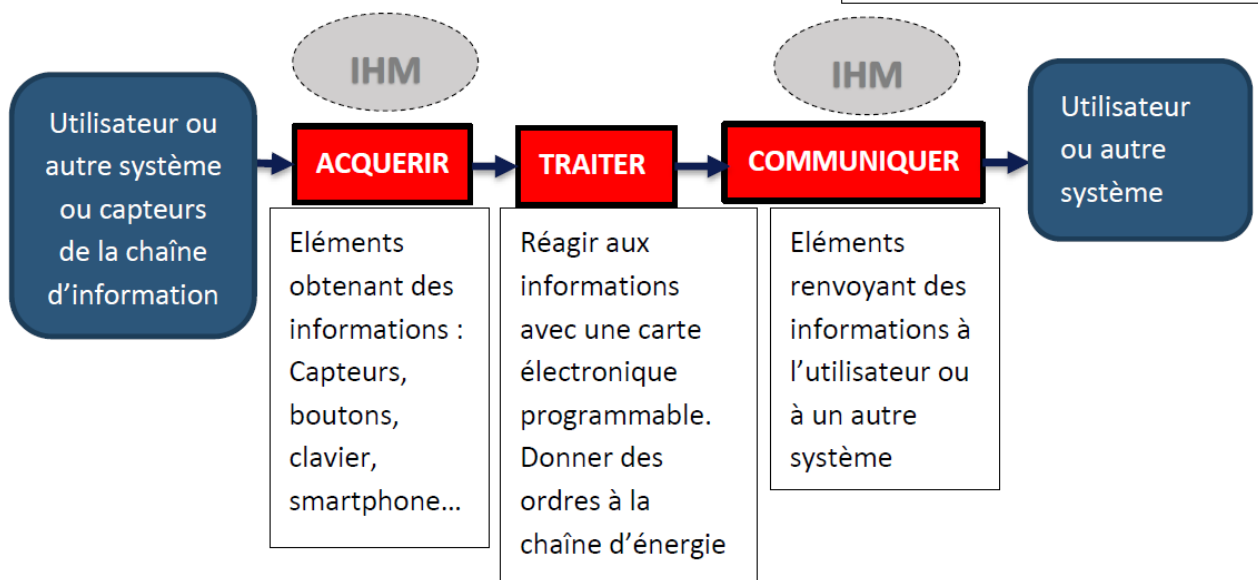 IHM
IHM
Utilisateur ou
autre système
ou capteurs
de la chaîne
d’information
ACQUERIR
TRAITER
COMMUNIQUER
Utilisateur
ou autre
système
Eléments
obtenant des
informations :
Capteurs,
boutons,
clavier,
smartphone…
Réagir aux
informations
avec une carte
électronique
programmable.
Donner des
ordres à la
chaîne d’énergie
Eléments
renvoyant des
informations à
l’utilisateur ou
à un autre
système